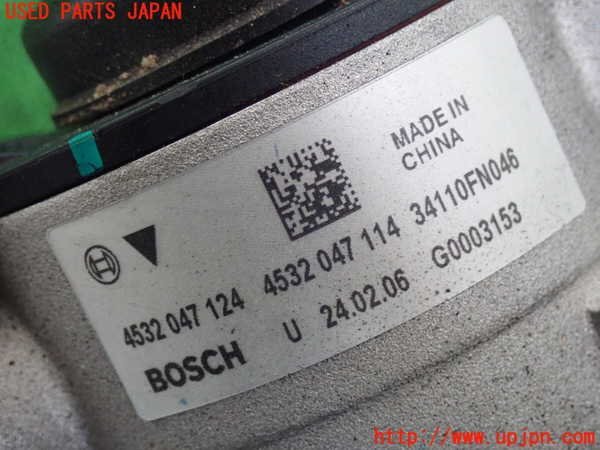 USED PARTS JAPAN
MADE IN
CHINA
4532 047 124 4532 047 114 34110FN046
BOSCH U 24.02.06 G0003153
http://www.upjpn.com/